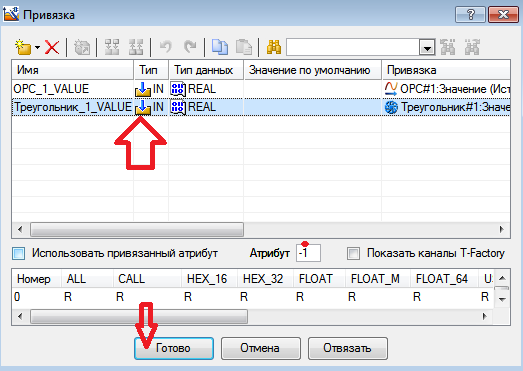 Привязка
Имя Тип Тип данных Значение по умолчанию Привязка
OPC_1_VALUE IN REAL OPC#1:Значение (Ист
Треугольник_1_VALUE IN REAL Треугольник#1:Значе
Использовать привязанный атрибут Атрибут -1 Показать каналы T-Factory
Номер ALL CALL HEX_16 HEX_32 FLOAT FLOAT_M FLOAT_64 U
0 R R R R R R R R
Готово Отмена Отвязать